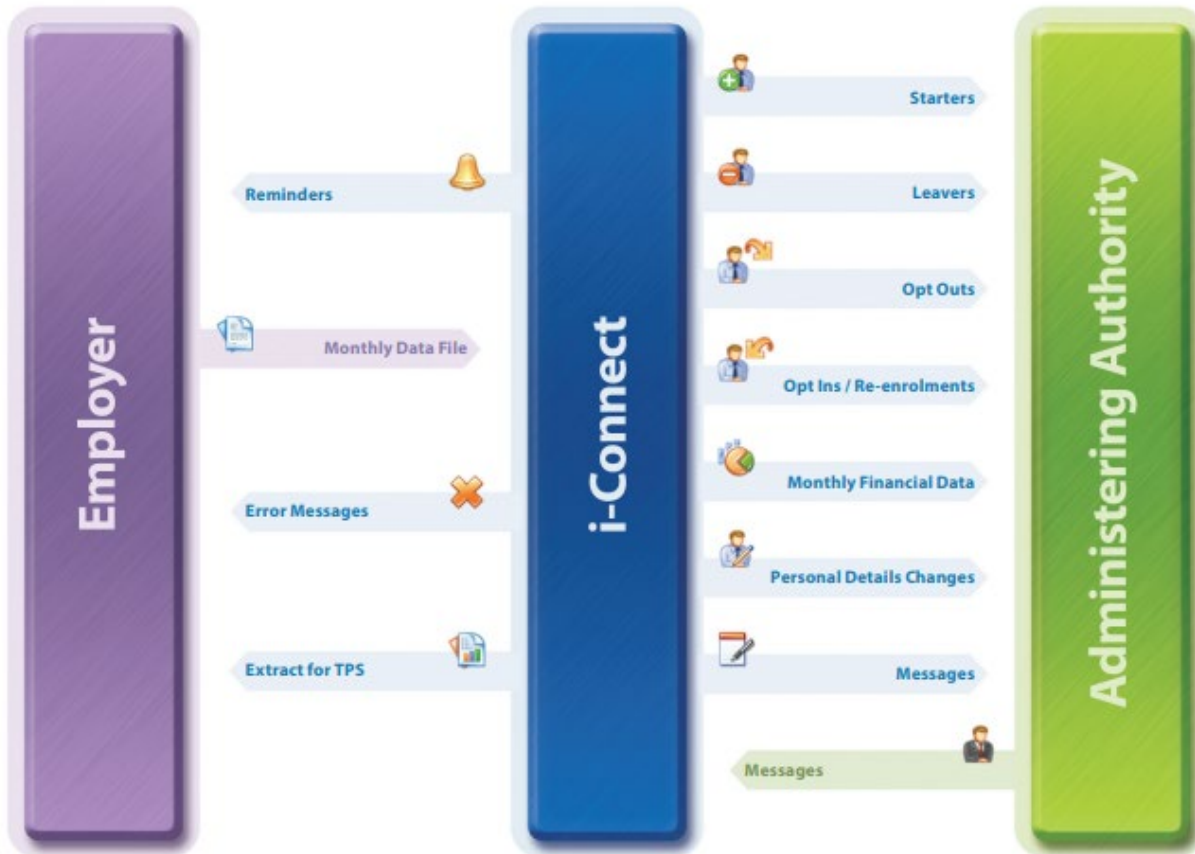 Employer
Reminders
Monthly Data File
Error Messages
Extract for TPS
i-Connect
Starters
Leavers
Opt Outs
Opt Ins / Re-enrolments
Monthly Financial Data
Personal Details Changes
Messages
Messages
Administering Authority